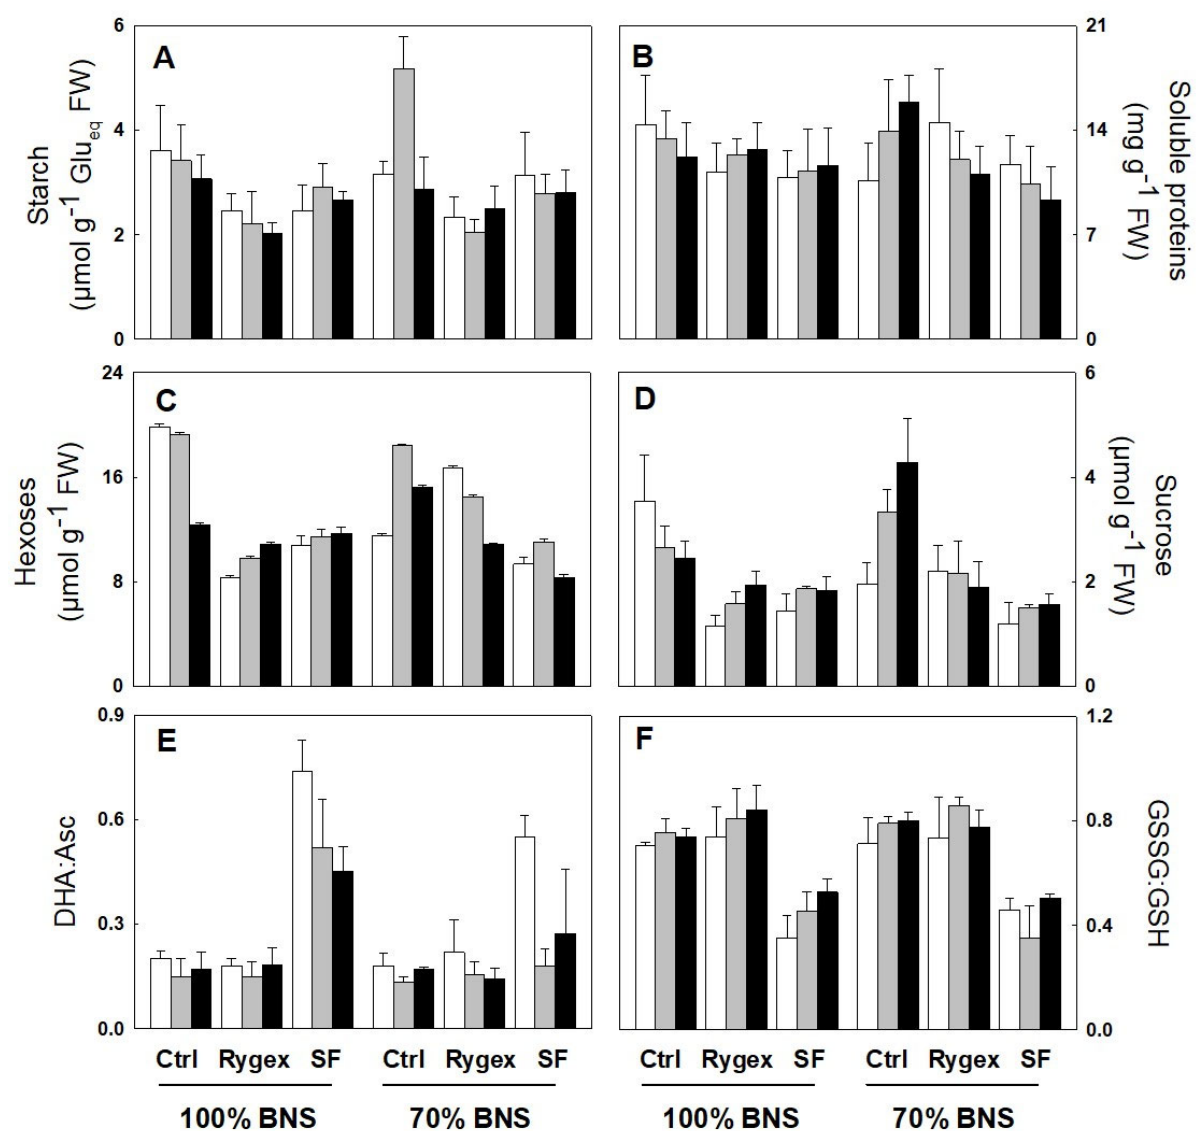 A
B
Starch
(µmol g⁻¹ Glu_eq FW)
6
4
2
0
21
14
7
0
Soluble proteins
(mg g⁻¹ FW)
C
D
Hexoses
(µmol g⁻¹ FW)
24
16
8
0
6
4
2
0
Sucrose
(µmol g⁻¹ FW)
E
F
DHA:Asc
0.9
0.6
0.3
0.0
1.2
0.8
0.4
0.0
GSSG:GSH
Ctrl Rygex SF Ctrl Rygex SF Ctrl Rygex SF Ctrl Rygex SF
100% BNS 70% BNS 100% BNS 70% BNS